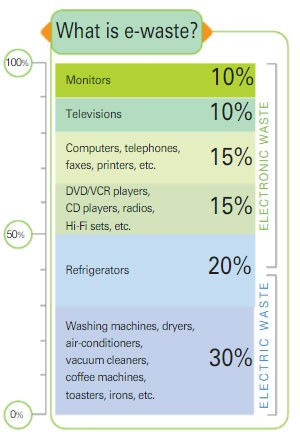 What is e-waste?
100%
Monitors 10%
Televisions 10%
Computers, telephones,
faxes, printers, etc.
15%
DVD/VCR players,
CD players, radios,
Hi-Fi sets, etc.
15%
50%
Refrigerators 20%
Washing machines, dryers,
air-conditioners,
vacuum cleaners,
coffee machines,
toasters, irons, etc.
30%
0%
ELECTRONIC WASTE
ELECTRIC WASTE